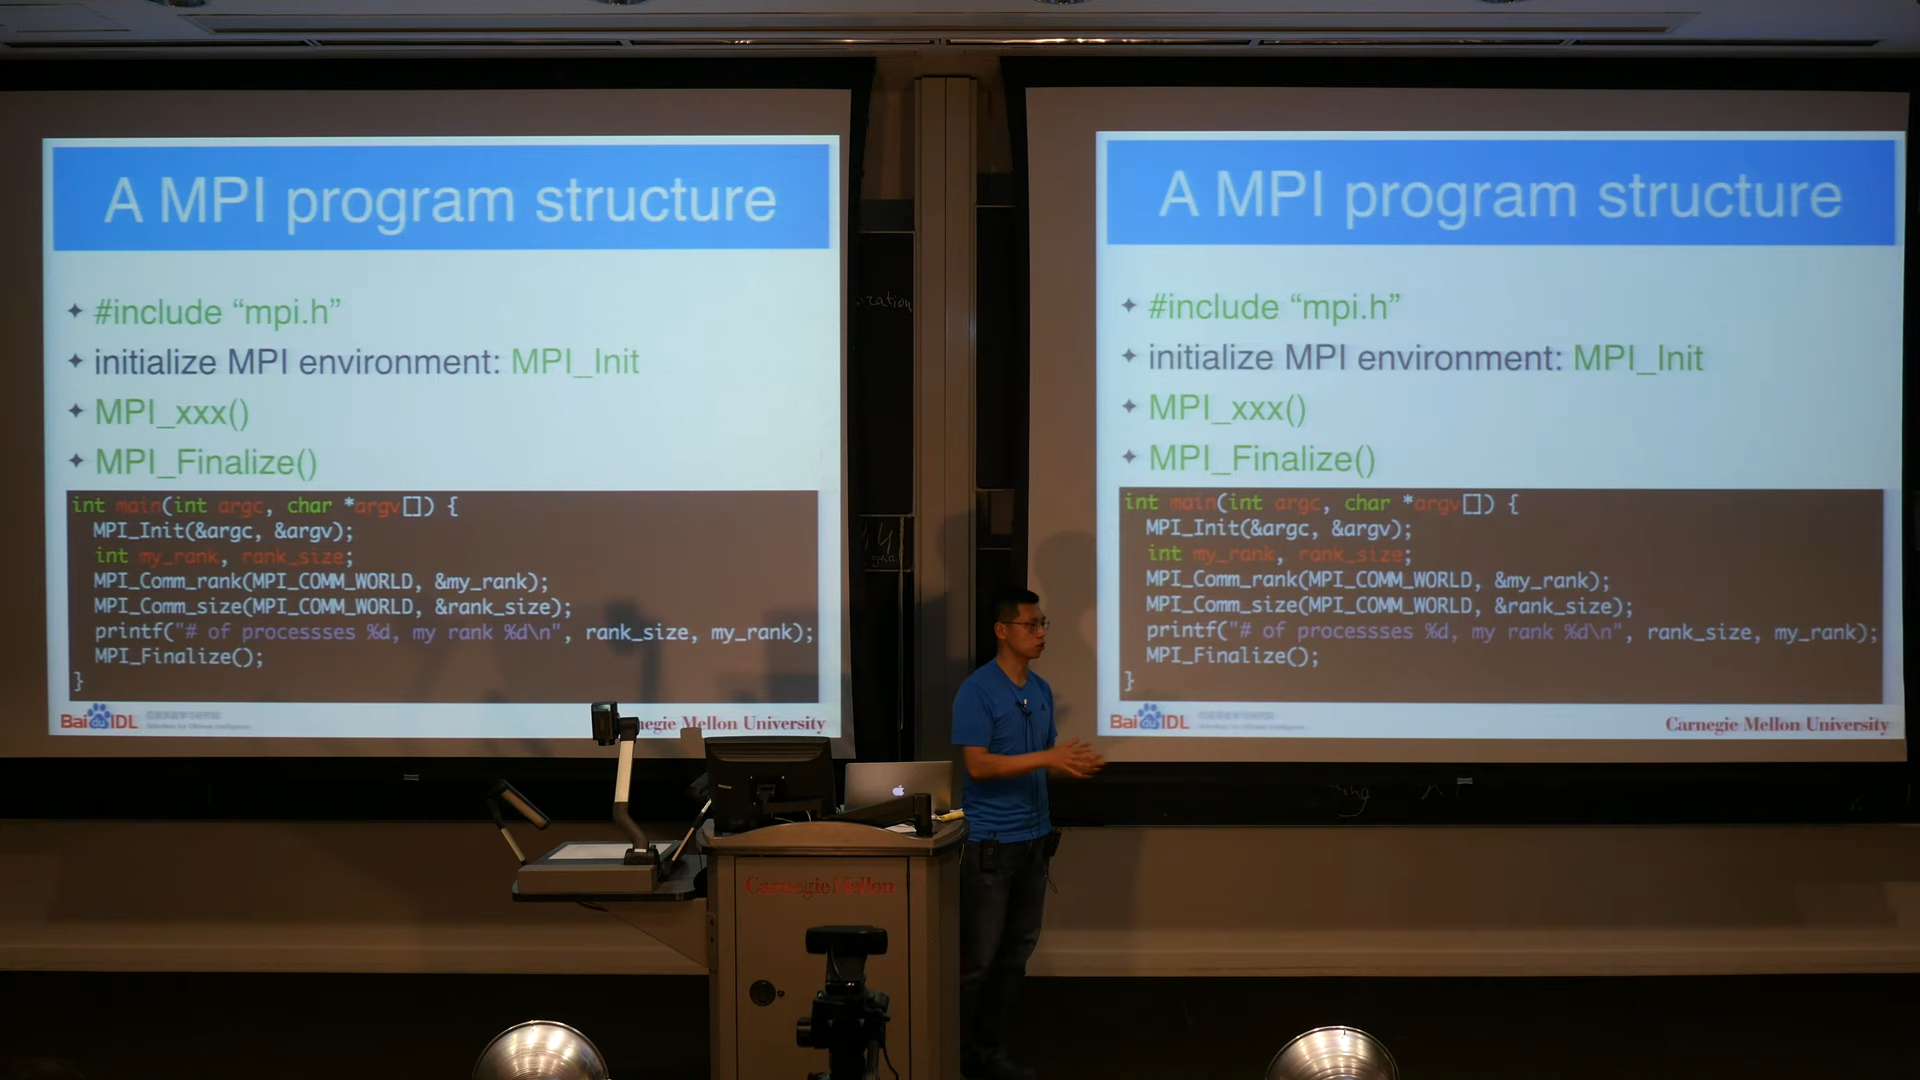 A MPI program structure
✦ #include “mpi.h”
✦ initialize MPI environment: MPI_Init
✦ MPI_xxx()
✦ MPI_Finalize()
int main(int argc, char *argv[]) {
MPI_Init(&argc, &argv);
int my_rank, rank_size;
MPI_Comm_rank(MPI_COMM_WORLD, &my_rank);
MPI_Comm_size(MPI_COMM_WORLD, &rank_size);
printf("# of processses %d, my rank %d\n", rank_size, my_rank);
MPI_Finalize();
}
Bai du IDL
negie Mellon University
A MPI program structure
✦ #include “mpi.h”
✦ initialize MPI environment: MPI_Init
✦ MPI_xxx()
✦ MPI_Finalize()
int main(int argc, char *argv[]) {
MPI_Init(&argc, &argv);
int my_rank, rank_size;
MPI_Comm_rank(MPI_COMM_WORLD, &my_rank);
MPI_Comm_size(MPI_COMM_WORLD, &rank_size);
printf("# of processses %d, my rank %d\n", rank_size, my_rank);
MPI_Finalize();
}
Bai du IDL
Carnegie Mellon University
Carnegie Mellon